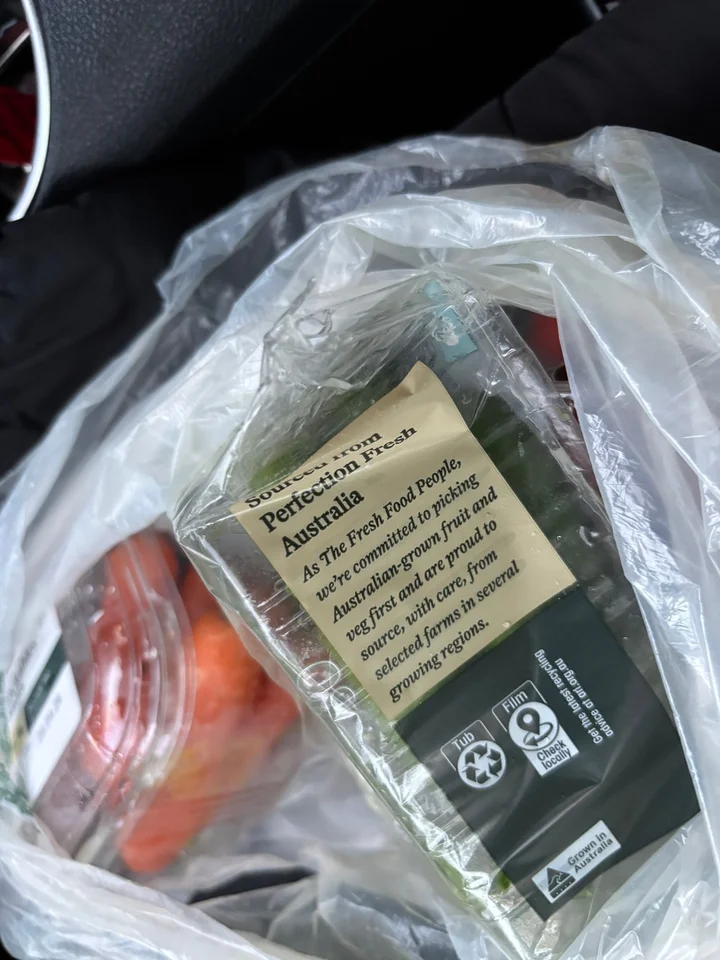 Sourced from
Perfection Fresh
Australia
As The Fresh Food People,
we're committed to picking
Australian-grown fruit and
veg first and are proud to
source, with care, from
selected farms in several
growing regions.
Tub
Film
Check
locally
Get the latest recycling
advice at arl.org.au
Grown in
Australia